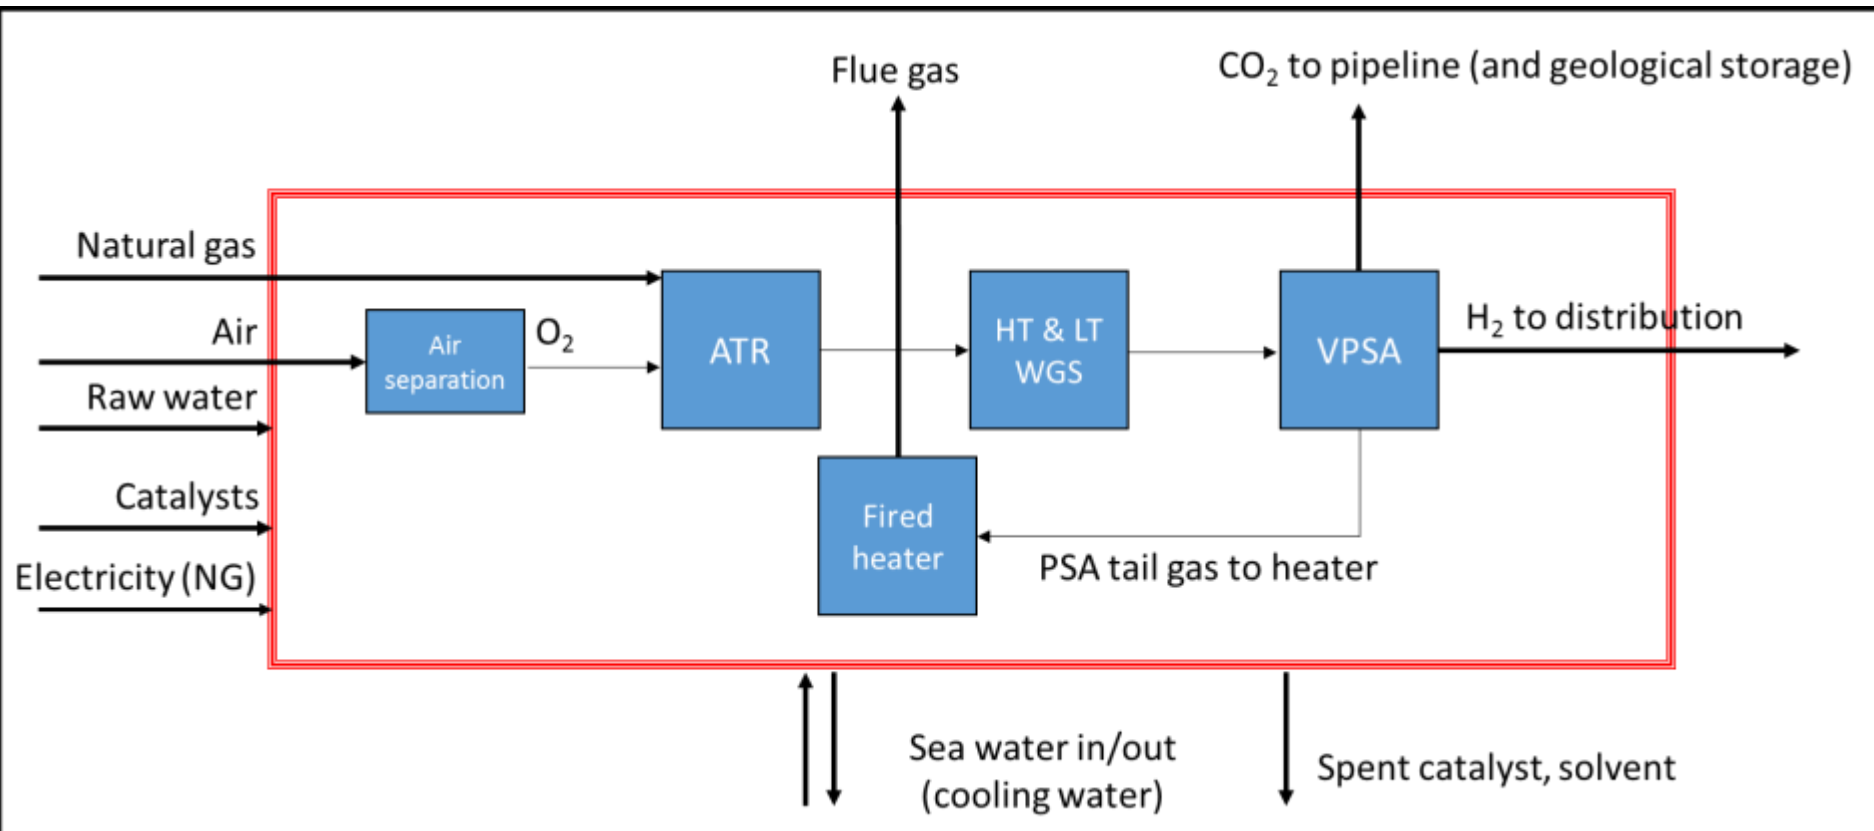 Flue gas
CO₂ to pipeline (and geological storage)
Natural gas
Air
Raw water
Catalysts
Electricity (NG)
Air
separation
O₂
ATR
HT & LT
WGS
VPSA
H₂ to distribution
Fired
heater
PSA tail gas to heater
Sea water in/out
(cooling water)
Spent catalyst, solvent